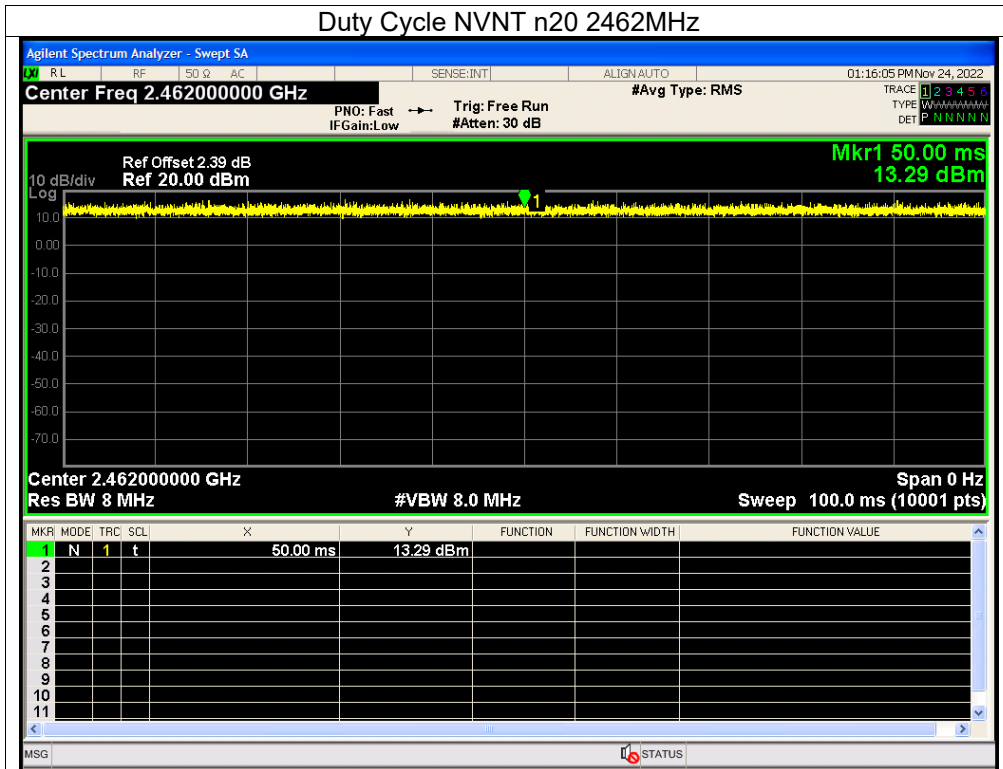 Duty Cycle NVNT n20 2462MHz
Agilent Spectrum Analyzer - Swept SA
LXI RL RF 50 Ω AC SENSE:INT ALIGN AUTO 01:16:05 PM Nov 24, 2022
Center Freq 2.462000000 GHz #Avg Type: RMS TRACE 1 2 3 4 5 6
PNO: Fast Trig: Free Run TYPE WWWWWW
IFGain:Low #Atten: 30 dB DET P N N N N N
Mkr1 50.00 ms
Ref Offset 2.39 dB
10 dB/div Ref 20.00 dBm 13.29 dBm
Log
1
10.0
0.00
-10.0
-20.0
-30.0
-40.0
-50.0
-60.0
-70.0
Center 2.462000000 GHz Span 0 Hz
Res BW 8 MHz #VBW 8.0 MHz Sweep 100.0 ms (10001 pts)
MKR MODE TRC SCL X Y FUNCTION FUNCTION WIDTH FUNCTION VALUE
1 N 1 t 50.00 ms 13.29 dBm
2
3
4
5
6
7
8
9
10
11
MSG STATUS